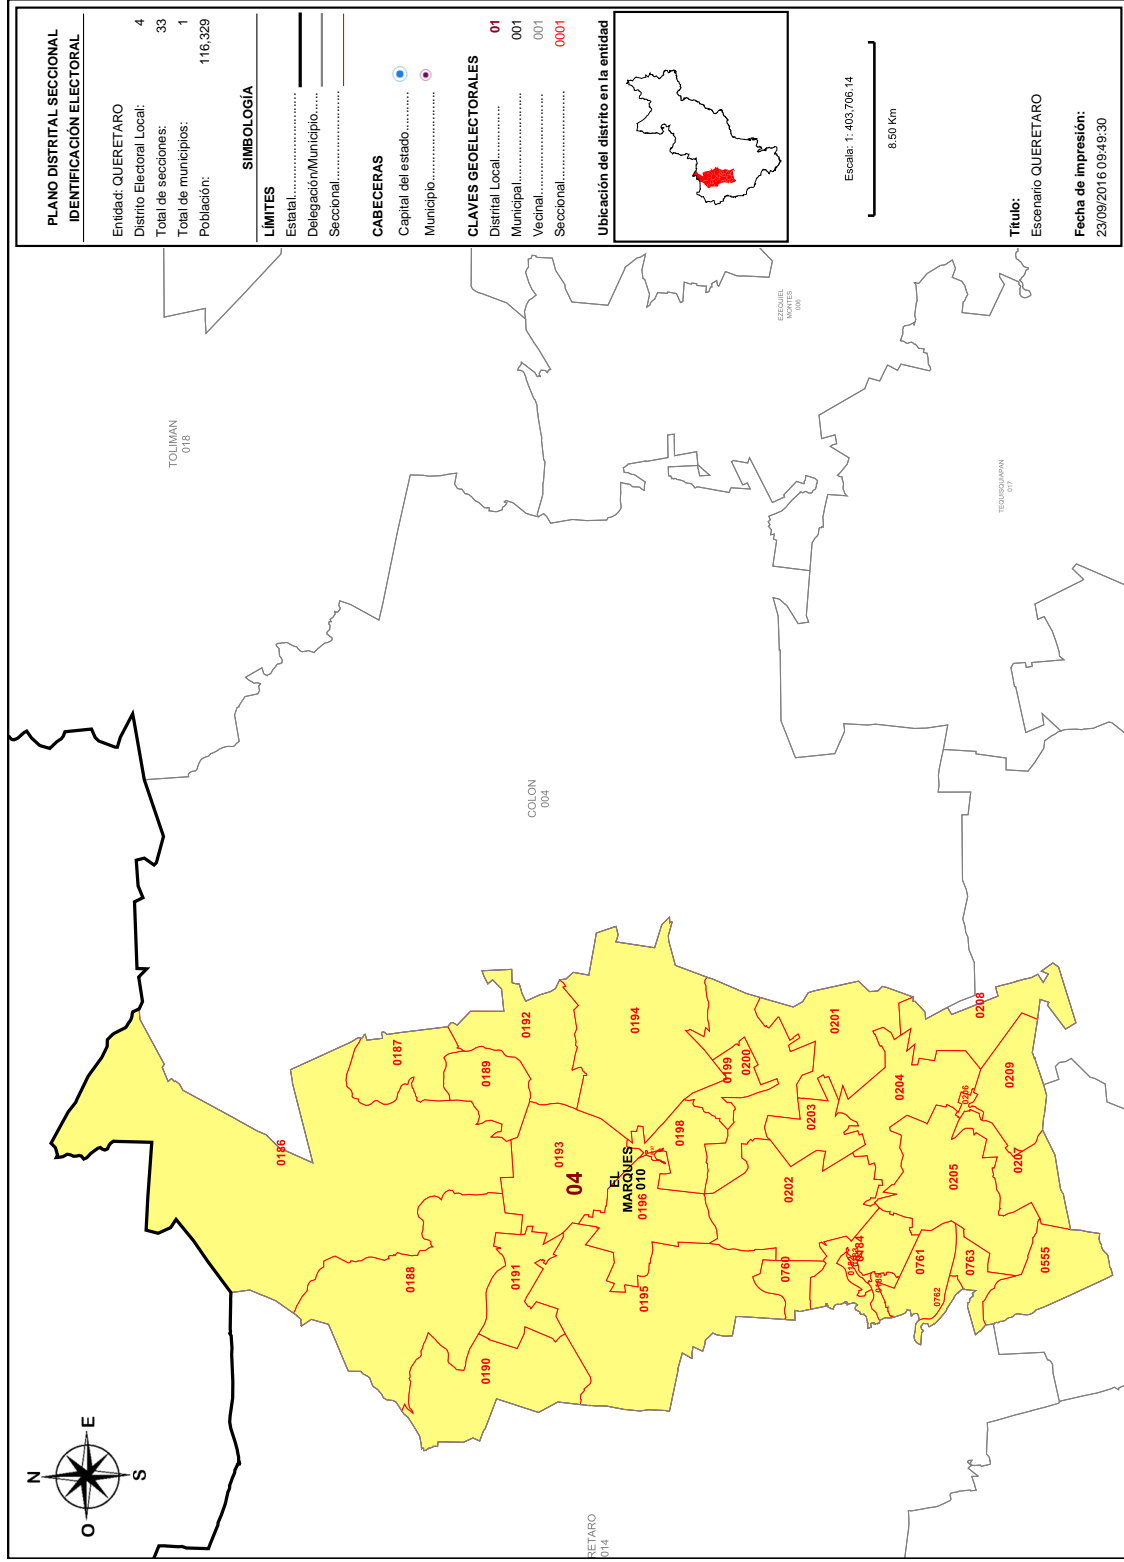 PLANO DISTRITAL SECCIONAL
IDENTIFICACIÓN ELECTORAL
Entidad: QUERETARO
Distrito Electoral Local: 4
Total de secciones: 33
Total de municipios: 1
Población: 116,329
SIMBOLOGÍA
LÍMITES
Estatal
Delegación/Municipio
Seccional
CABECERAS
Capital del estado
Municipio
CLAVES GEOELECTORALES
Distrital Local 01
Municipal 001
Vecinal 001
Seccional 0001
Ubicación del distrito en la entidad
Escala: 1: 403,706.14
8.50 Km
Título:
Escenario QUERETARO
Fecha de impresión:
23/09/2016 09:49:30
N
O
E
S
TOLIMAN
018
COLON
004
EZEQUIEL
MONTES
006
TEQUISQUIAPAN
017
RETARO
014
0186
0187
0188
0189
0192
0190
0191
0193
04
0194
EL
MARQUES
010
0196
0195
0198
0199
0200
0201
0202
0203
0204
0760
0184
0185
0761
0762
0763
0205
0206
0207
0208
0209
0555